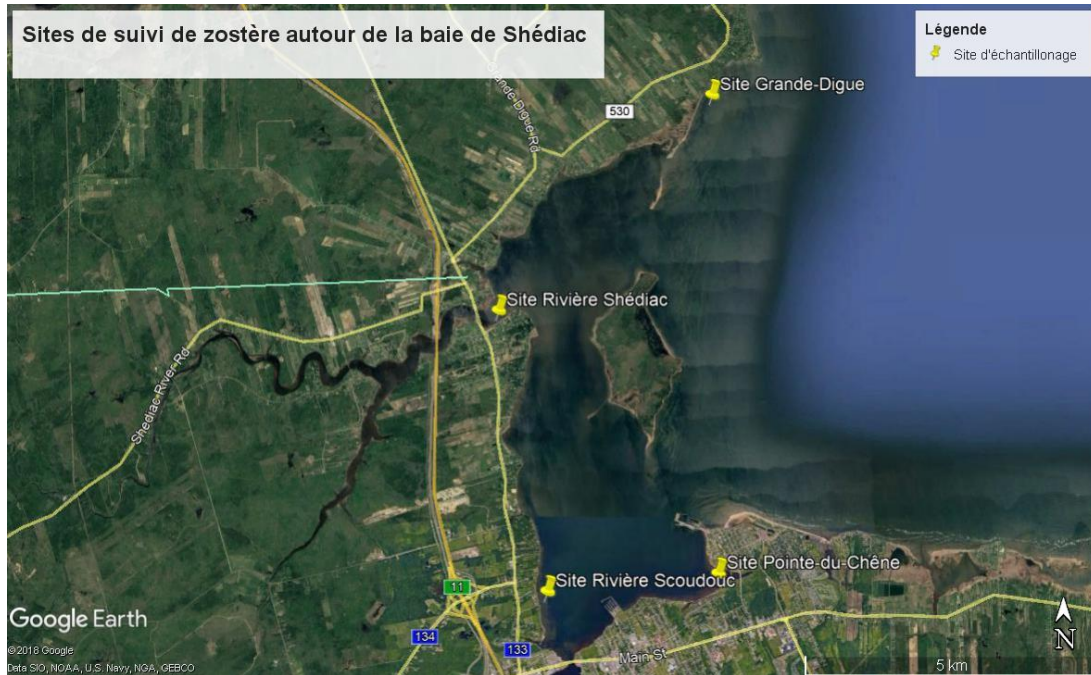 Sites de suivi de zostère autour de la baie de Shédiac
Légende
Site d'échantillonage
Site Grande-Digue
530
Grande Digue Rd
Site Rivière Shédiac
Shediac River Rd
Site Pointe-du-Chêne
Site Rivière Scoudouc
11
134
133
Main St
Google Earth
©2018 Google
Data SIO, NOAA, U.S. Navy, NGA, GEBCO
N
5 km